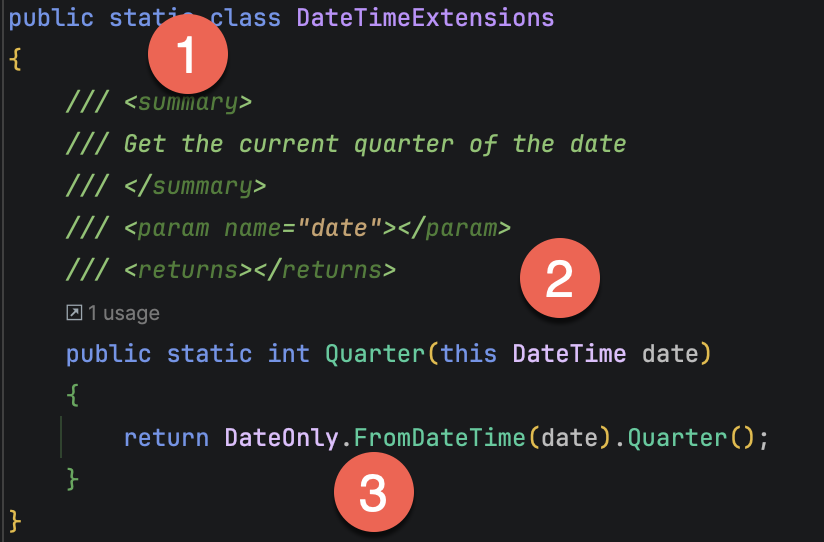 public static class DateTimeExtensions
1
{
/// <summary>
/// Get the current quarter of the date
/// </summary>
/// <param name="date"></param>
/// <returns></returns>
2
1 usage
public static int Quarter(this DateTime date)
{
return DateOnly.FromDateTime(date).Quarter();
}
3
}